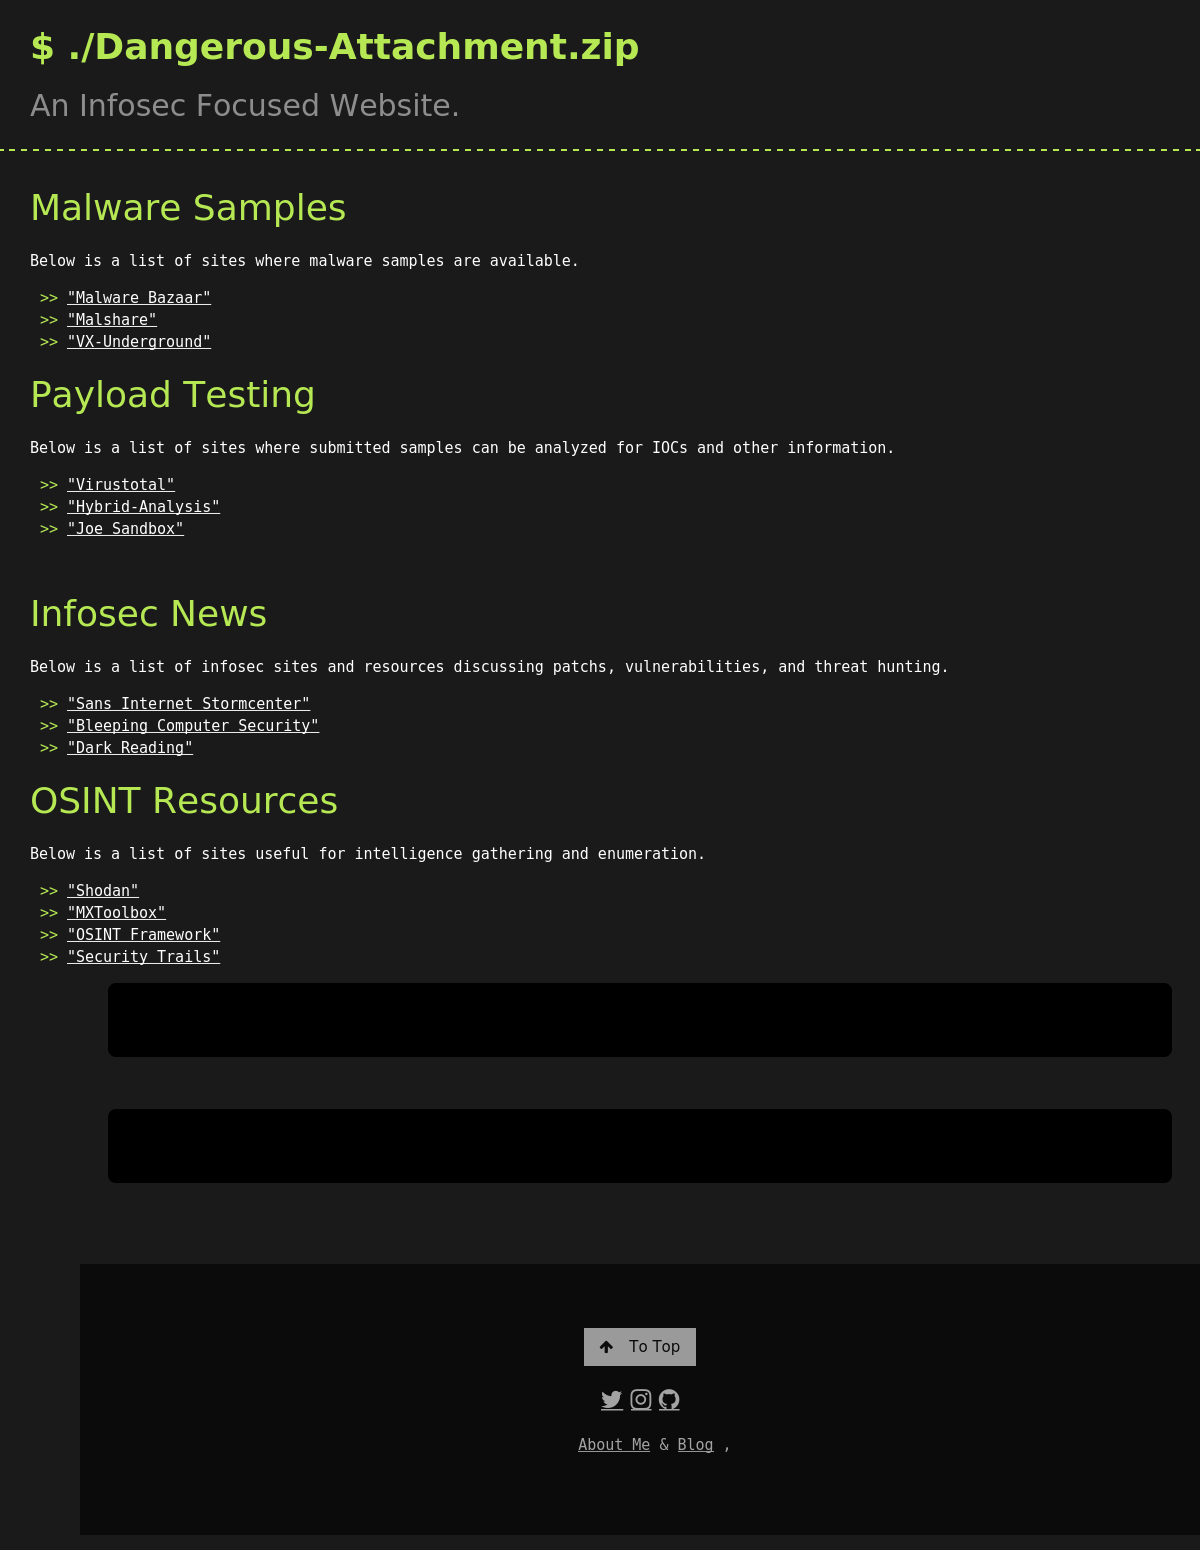 $ ./Dangerous-Attachment.zip
An Infosec Focused Website.
Malware Samples
Below is a list of sites where malware samples are available.
>> "Malware Bazaar"
>> "Malshare"
>> "VX-Underground"
Payload Testing
Below is a list of sites where submitted samples can be analyzed for IOCs and other information.
>> "Virustotal"
>> "Hybrid-Analysis"
>> "Joe Sandbox"
Infosec News
Below is a list of infosec sites and resources discussing patchs, vulnerabilities, and threat hunting.
>> "Sans Internet Stormcenter"
>> "Bleeping Computer Security"
>> "Dark Reading"
OSINT Resources
Below is a list of sites useful for intelligence gathering and enumeration.
>> "Shodan"
>> "MXToolbox"
>> "OSINT Framework"
>> "Security Trails"
To Top
About Me & Blog ,